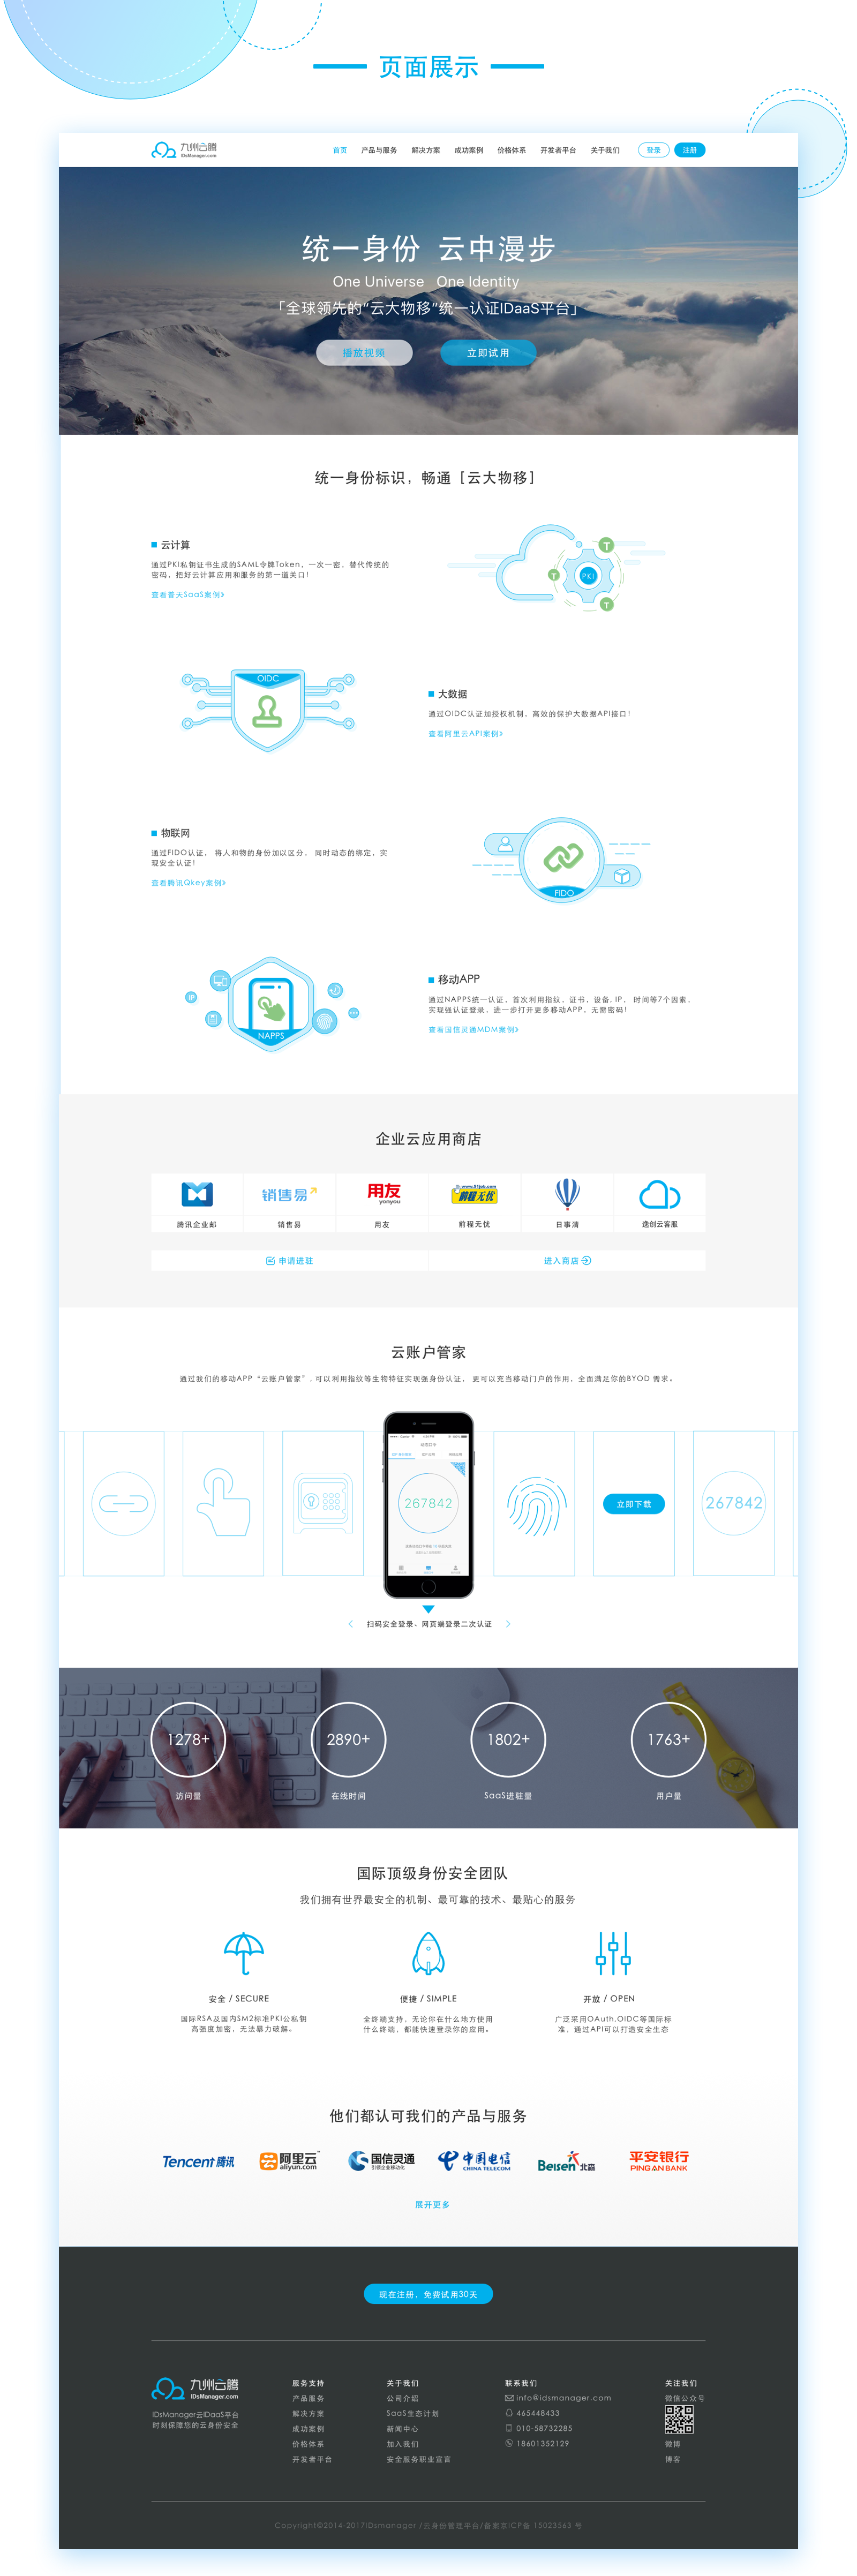 页面展示
九州云腾
IDsManager.com
首页 产品与服务 解决方案 成功案例 价格体系 开发者平台 关于我们 登录 注册
统一身份 云中漫步
One Universe One Identity
「全球领先的“云大物移”统一认证IDaaS平台」
播放视频 立即试用
统一身份标识，畅通［云大物移］
云计算
通过PKI私钥证书生成的SAML令牌Token，一次一密，替代传统的
密码，把好云计算应用和服务的第一道关口！
查看普天SaaS案例
T
T
PKI
T
OIDC
大数据
通过OIDC认证加授权机制，高效的保护大数据API接口！
查看阿里云API案例
物联网
通过FIDO认证， 将人和物的身份加以区分， 同时动态的绑定，实
现安全认证！
查看腾讯Qkey案例
FIDO
移动APP
通过NAPPS统一认证，首次利用指纹，证书，设备, IP， 时间等7个因素，
实现强认证登录，进一步打开更多移动APP，无需密码！
查看国信灵通MDM案例
IP
NAPPS
企业云应用商店
销售易
用友
yonyou
www.51job.com
前程无忧
腾讯企业邮 销售易 用友 前程无忧 日事清 逸创云客服
申请进驻 进入商店
云账户管家
通过我们的移动APP“云账户管家”, 可以利用指纹等生物特征实现强身份认证， 更可以充当移动门户的作用，全面满足你的BYOD 需求。
267842
立即下载
267842
扫码安全登录、网页端登录二次认证
1278+ 2890+ 1802+ 1763+
访问量 在线时间 SaaS进驻量 用户量
国际顶级身份安全团队
我们拥有世界最安全的机制、最可靠的技术、最贴心的服务
安全 / SECURE 便捷 / SIMPLE 开放 / OPEN
国际RSA及国内SM2标准PKI公私钥
高强度加密，无法暴力破解。
全终端支持，无论你在什么地方使用
什么终端，都能快速登录你的应用。
广泛采用OAuth,OIDC等国际标
准，通过API可以打造安全生态
他们都认可我们的产品与服务
Tencent 腾讯
阿里云
aliyun.com
国信灵通
引领企业移动化
中国电信
CHINA TELECOM
Beisen 北森
平安银行
PING AN BANK
展开更多
现在注册，免费试用30天
九州云腾
IDsManager.com
IDsManager云IDaaS平台
时刻保障您的云身份安全
服务支持
产品服务
解决方案
成功案例
价格体系
开发者平台
关于我们
公司介绍
SaaS生态计划
新闻中心
加入我们
安全服务职业宣言
联系我们
info@idsmanager.com
465448433
010-58732285
18601352129
关注我们
微信公众号
微博
博客
Copyright©2014-2017IDsmanager /云身份管理平台/备案京ICP备 15023563 号